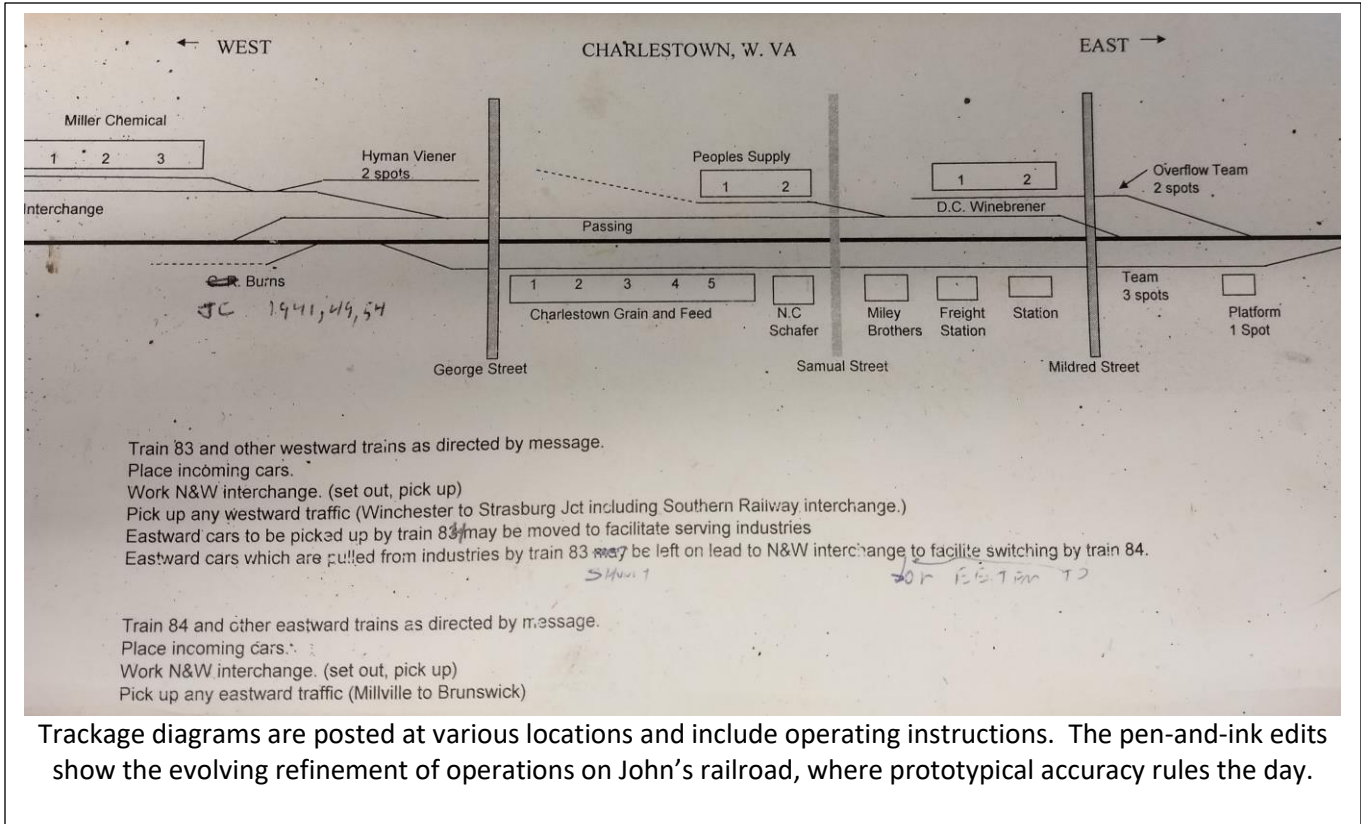 ← WEST
CHARLESTOWN, W. VA
EAST →
Miller Chemical
1 2 3
Interchange
Hyman Viener
2 spots
Peoples Supply
1 2
1 2
D.C. Winebrener
Overflow Team
2 spots
Passing
C.R. Burns
JC 1941, 49, 54
1 2 3 4 5
Charlestown Grain and Feed
N.C
Schafer
Miley
Brothers
Freight
Station
Station
Team
3 spots
Platform
1 Spot
George Street
Samual Street
Mildred Street
Train 83 and other westward trains as directed by message.
Place incoming cars.
Work N&W interchange. (set out, pick up)
Pick up any westward traffic (Winchester to Strasburg Jct including Southern Railway interchange.)
Eastward cars to be picked up by train 84 may be moved to facilitate serving industries
Eastward cars which are pulled from industries by train 83 may be left on lead to N&W interchange to facilite switching by train 84.
Train 84 and other eastward trains as directed by message.
Place incoming cars.
Work N&W interchange. (set out, pick up)
Pick up any eastward traffic (Millville to Brunswick)
Trackage diagrams are posted at various locations and include operating instructions. The pen-and-ink edits
show the evolving refinement of operations on John’s railroad, where prototypical accuracy rules the day.